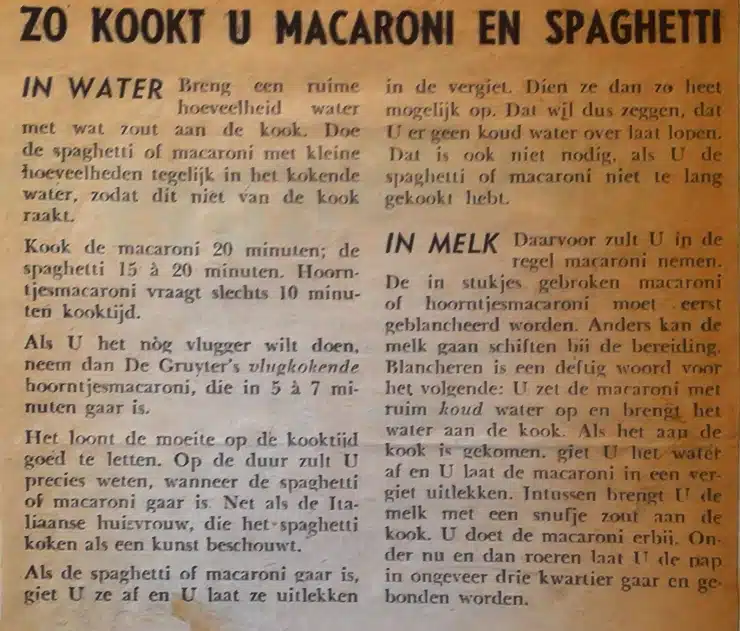 ZO KOOKT U MACARONI EN SPAGHETTI
IN WATER Breng een ruime
hoeveelheid water
met wat zout aan de kook. Doe
de spaghetti of macaroni met kleine
hoeveelheden tegelijk in het kokende
water, zodat dit niet van de kook
raakt.
Kook de macaroni 20 minuten; de
spaghetti 15 à 20 minuten. Hoorn-
tjesmacaroni vraagt slechts 10 minu-
ten kooktijd.
Als U het nòg vlugger wilt doen,
neem dan De Gruyter's vlugkokende
hoorntjesmacaroni, die in 5 à 7 mi-
nuten gaar is.
Het loont de moeite op de kooktijd
goed te letten. Op de duur zult U
precies weten, wanneer de spaghetti
of macaroni gaar is. Net als de Ita-
liaanse huisvrouw, die het spaghetti
koken als een kunst beschouwt.
Als de spaghetti of macaroni gaar is,
giet U ze af en U laat ze uitlekken
in de vergiet. Dien ze dan zo heet
mogelijk op. Dat wil dus zeggen, dat
U er geen koud water over laat lopen.
Dat is ook niet nodig, als U de
spaghetti of macaroni niet te lang
gekookt hebt.
IN MELK Daarvoor zult U in de
regel macaroni nemen.
De in stukjes gebroken macaroni
of hoorntjesmacaroni moet eerst
geblancheerd worden. Anders kan de
melk gaan schiften bij de bereiding.
Blancheren is een deftig woord voor
het volgende: U zet de macaroni met
ruim koud water op en brengt het
water aan de kook. Als het aan de
kook is gekomen, giet U het water
af en U laat de macaroni in een ver-
giet uitlekken. Intussen brengt U de
melk met een snufje zout aan de
kook. U doet de macaroni erbij. On-
der nu en dan roeren laat U de pap
in ongeveer drie kwartier gaar en ge-
bonden worden.